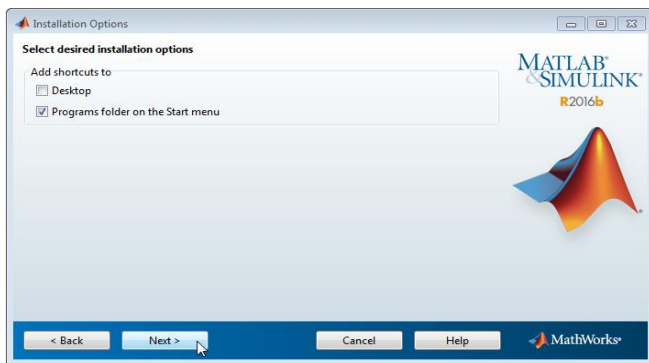 Installation Options
Select desired installation options
Add shortcuts to
Desktop
Programs folder on the Start menu
MATLAB®
&SIMULINK®
R2016b
< Back
Next >
Cancel
Help
MathWorks®